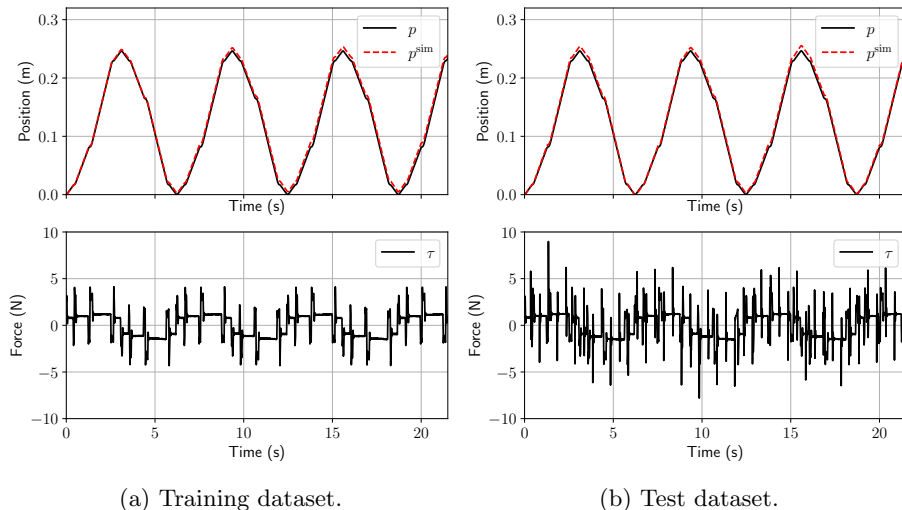 0.3
0.2
0.1
0.0
Position (m)
p
p^sim
Time (s)
10
5
0
−5
−10
Force (N)
τ
0
5
10
15
20
Time (s)
(a) Training dataset.
0.3
0.2
0.1
0.0
Position (m)
p
p^sim
Time (s)
10
5
0
−5
−10
Force (N)
τ
0
5
10
15
20
Time (s)
(b) Test dataset.